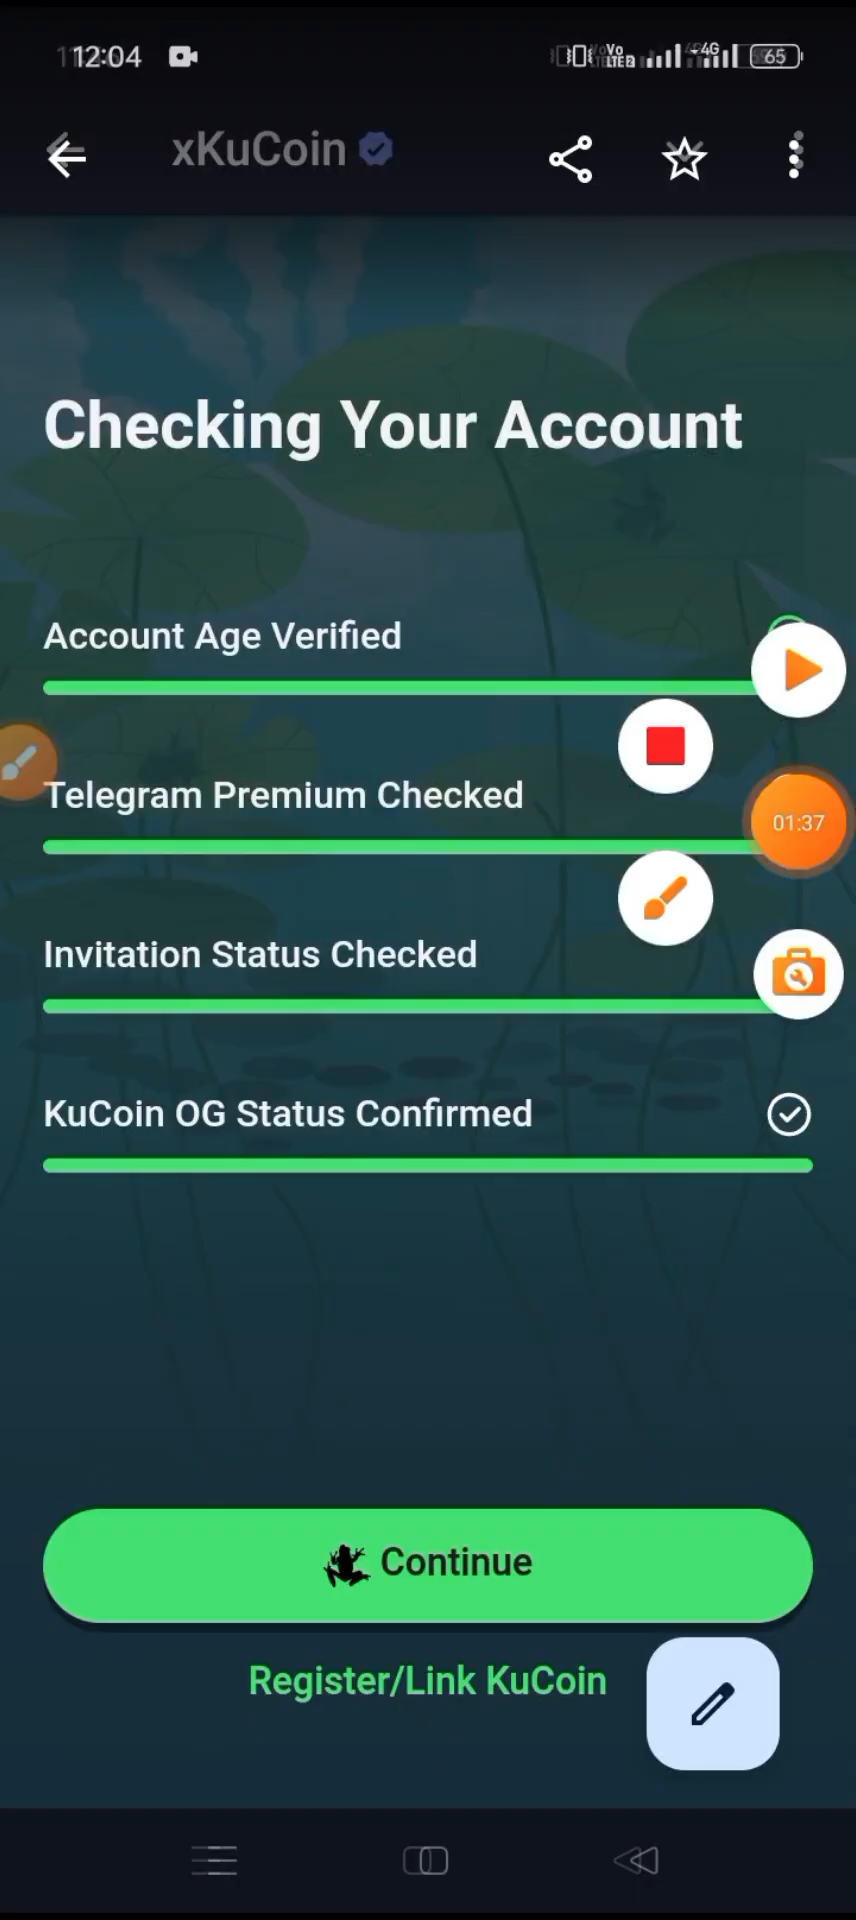 12:04
65
xKuCoin
Checking Your Account
Account Age Verified
Telegram Premium Checked
01:37
Invitation Status Checked
KuCoin OG Status Confirmed
Continue
Register/Link KuCoin